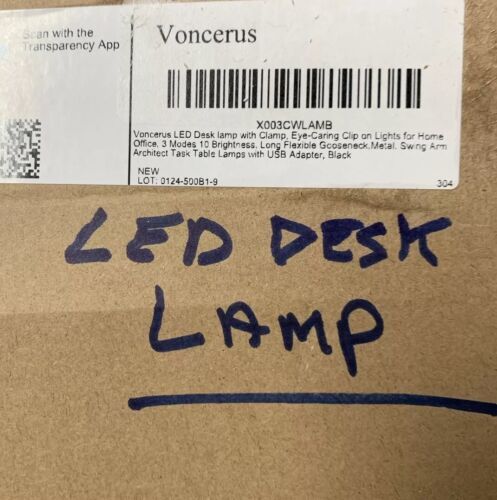 Scan with the
Transparency App
Voncerus
X003CWLAMB
Voncerus LED Desk lamp with Clamp, Eye-Caring Clip on Lights for Home
Office, 3 Modes 10 Brightness, Long Flexible Gooseneck,Metal, Swing Arm
Architect Task Table Lamps with USB Adapter, Black
NEW
LOT: 0124-500B1-9
304
LED DESK
LAMP